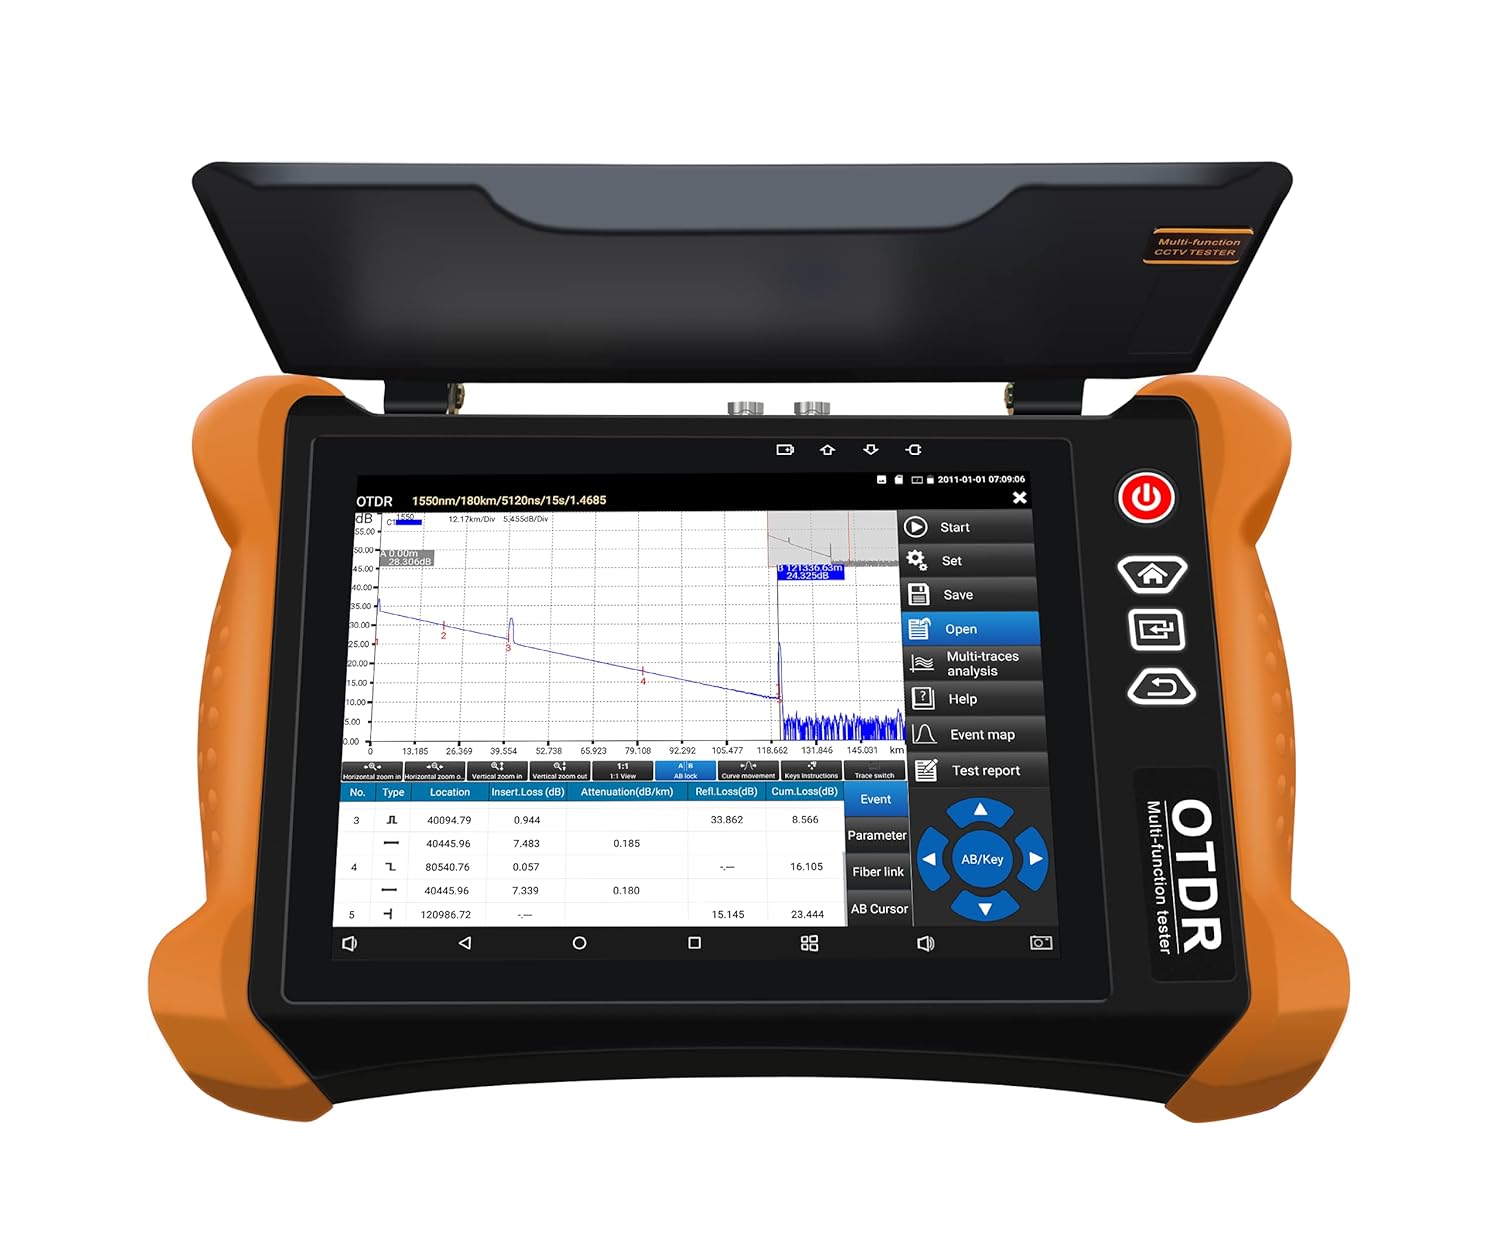 Multi-function
CCTV TESTER
2011-01-01 07:09:06
OTDR 1550nm/180km/5120ns/15s/1.4685
dB
C1 1550
12.17km/Div 5.455dB/Div
55.00
50.00
45.00
40.00
35.00
30.00
25.00
20.00
15.00
10.00
5.00
0.00
A 0.00m
28.306dB
B 121336.63m
24.325dB
1
2
3
4
5
0 13.185 26.369 39.554 52.738 65.923 79.108 92.292 105.477 118.662 131.846 145.031 km
Horizontal zoom in
Horizontal zoom o..
Vertical zoom in
Vertical zoom out
1:1
1:1 View
A B
AB lock
Curve movement
Keys Instructions
Trace switch
No. Type Location Insert.Loss (dB) Attenuation(dB/km) Refl.Loss(dB) Cum.Loss(dB)
3 40094.79 0.944 33.862 8.566
40445.96 7.483 0.185
4 80540.76 0.057 -.— 16.105
40445.96 7.339 0.180
5 120986.72 -.— 15.145 23.444
Event
Parameter
Fiber link
AB Cursor
Start
Set
Save
Open
Multi-traces
analysis
Help
Event map
Test report
AB/Key
OTDR
Multi-function tester